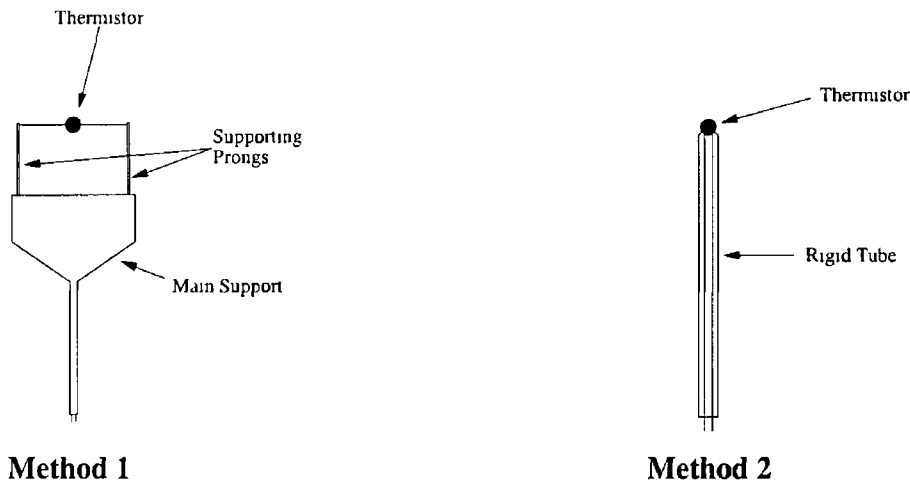 Thermistor
Supporting
Prongs
Main Support
Method 1
Thermistor
Rigid Tube
Method 2